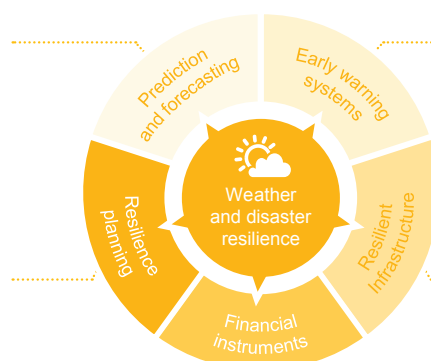 Prediction
and forecasting
Early warning
systems
Weather
and disaster
resilience
Resilience
planning
Resilient
Infrastructure
Financial
instruments